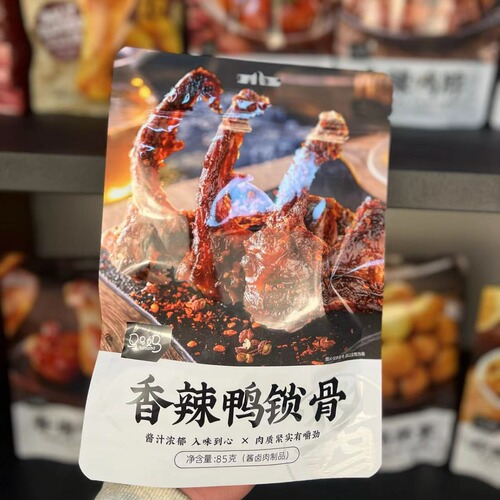 香辣鸭锁骨
酱汁浓郁 入味到心 × 肉质紧实有嚼劲
净含量:85克(酱卤肉制品)